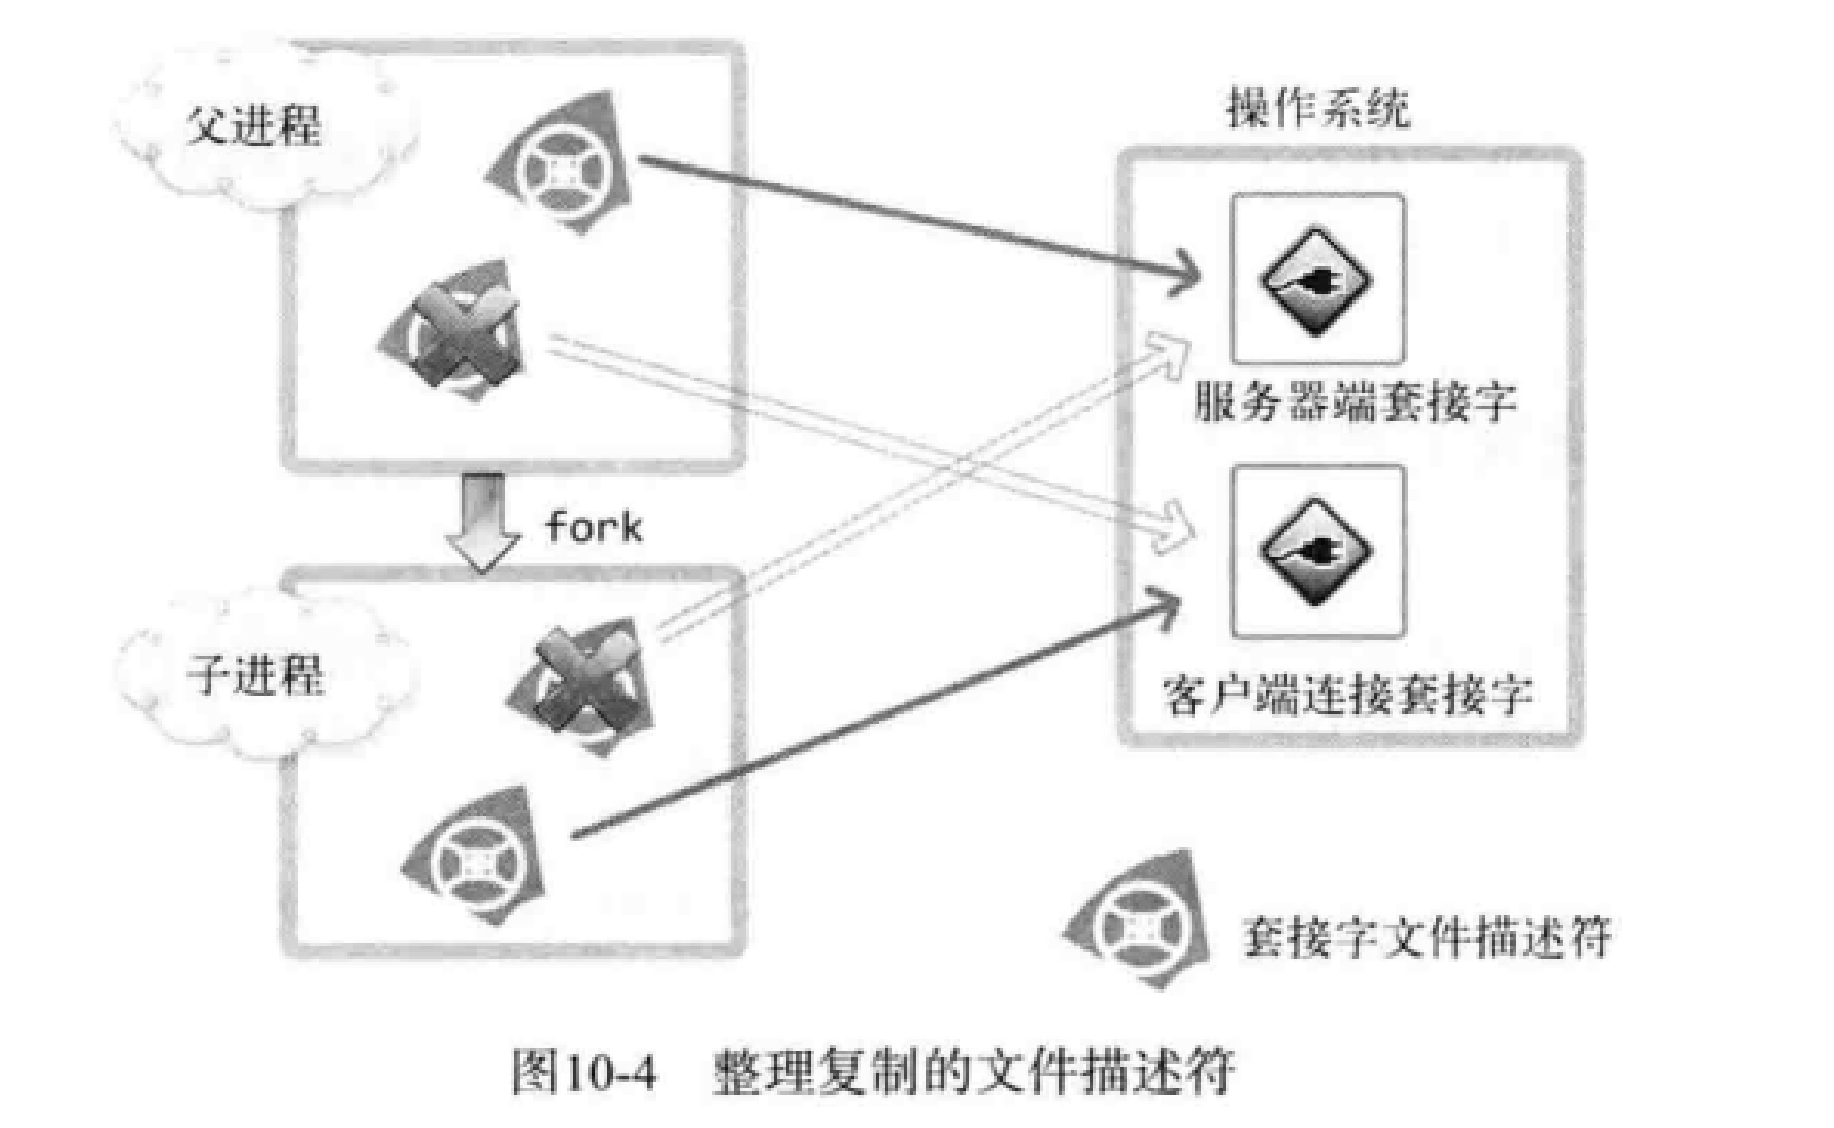 父进程
操作系统
服务器端套接字
fork
子进程
客户端连接套接字
套接字文件描述符
图10-4 整理复制的文件描述符